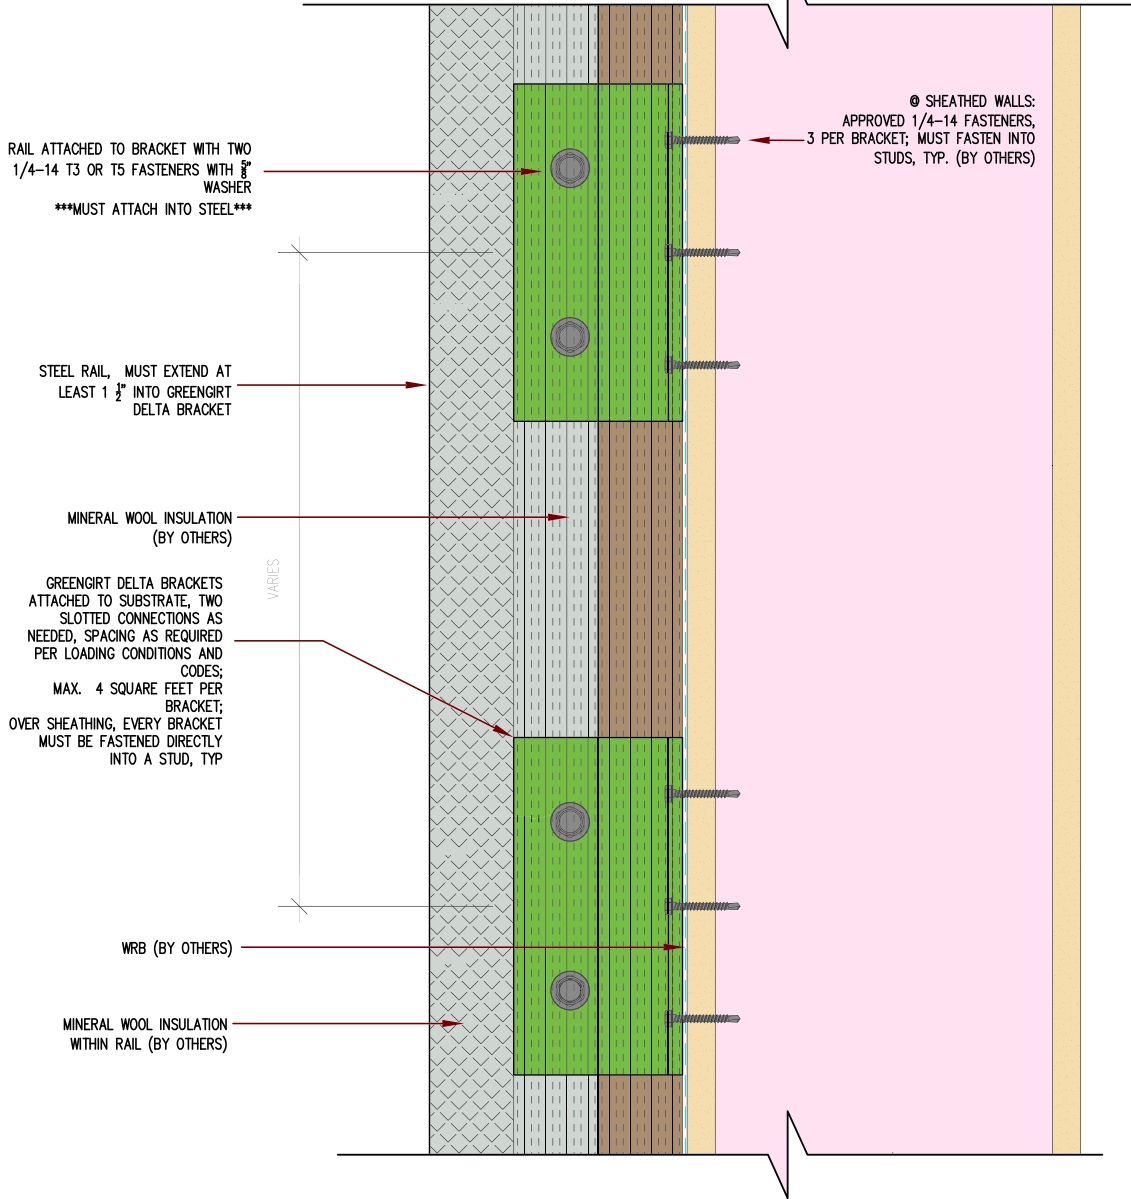 @ SHEATHED WALLS:
APPROVED 1/4-14 FASTENERS,
3 PER BRACKET; MUST FASTEN INTO
STUDS, TYP. (BY OTHERS)
RAIL ATTACHED TO BRACKET WITH TWO
1/4-14 T3 OR T5 FASTENERS WITH 5/8"
WASHER
***MUST ATTACH INTO STEEL***
STEEL RAIL, MUST EXTEND AT
LEAST 1 1/2" INTO GREENGIRT
DELTA BRACKET
MINERAL WOOL INSULATION
(BY OTHERS)
VARIES
GREENGIRT DELTA BRACKETS
ATTACHED TO SUBSTRATE, TWO
SLOTTED CONNECTIONS AS
NEEDED, SPACING AS REQUIRED
PER LOADING CONDITIONS AND
CODES;
MAX. 4 SQUARE FEET PER
BRACKET;
OVER SHEATHING, EVERY BRACKET
MUST BE FASTENED DIRECTLY
INTO A STUD, TYP
WRB (BY OTHERS)
MINERAL WOOL INSULATION
WITHIN RAIL (BY OTHERS)